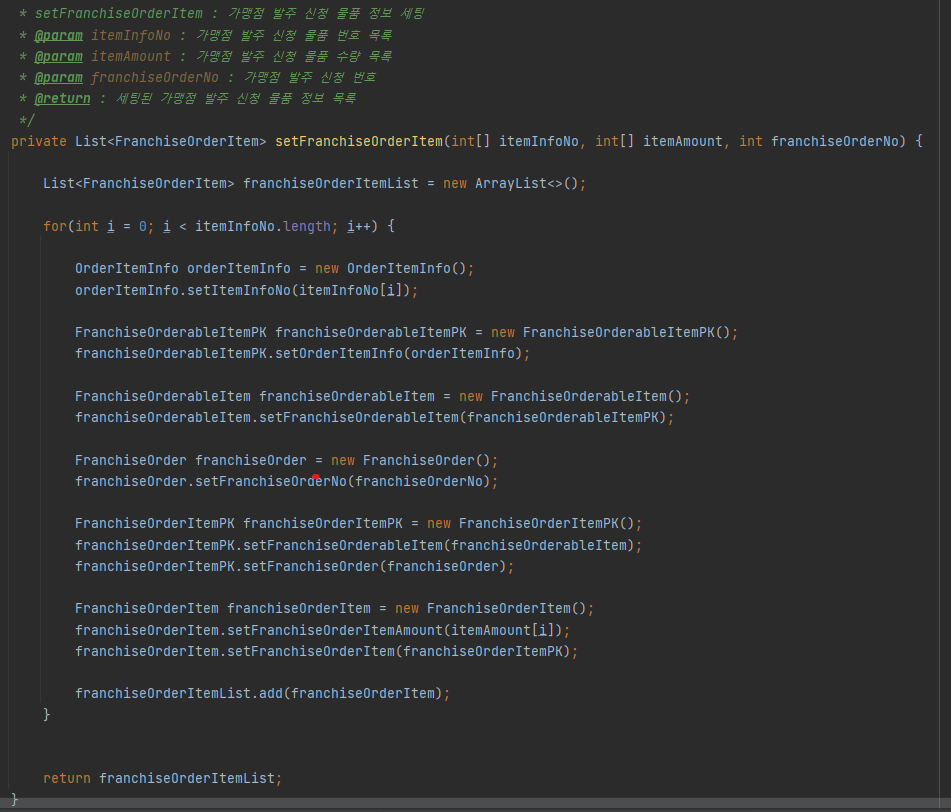 * setFranchiseOrderItem : 가맹점 발주 신청 물품 정보 세팅
* @param itemInfoNo : 가맹점 발주 신청 물품 번호 목록
* @param itemAmount : 가맹점 발주 신청 물품 수량 목록
* @param franchiseOrderNo : 가맹점 발주 신청 번호
* @return : 세팅된 가맹점 발주 신청 물품 정보 목록
*/
private List<FranchiseOrderItem> setFranchiseOrderItem(int[] itemInfoNo, int[] itemAmount, int franchiseOrderNo) {
List<FranchiseOrderItem> franchiseOrderItemList = new ArrayList<>();
for(int i = 0; i < itemInfoNo.length; i++) {
OrderItemInfo orderItemInfo = new OrderItemInfo();
orderItemInfo.setItemInfoNo(itemInfoNo[i]);
FranchiseOrderableItemPK franchiseOrderableItemPK = new FranchiseOrderableItemPK();
franchiseOrderableItemPK.setOrderItemInfo(orderItemInfo);
FranchiseOrderableItem franchiseOrderableItem = new FranchiseOrderableItem();
franchiseOrderableItem.setFranchiseOrderableItem(franchiseOrderableItemPK);
FranchiseOrder franchiseOrder = new FranchiseOrder();
franchiseOrder.setFranchiseOrderNo(franchiseOrderNo);
FranchiseOrderItemPK franchiseOrderItemPK = new FranchiseOrderItemPK();
franchiseOrderItemPK.setFranchiseOrderableItem(franchiseOrderableItem);
franchiseOrderItemPK.setFranchiseOrder(franchiseOrder);
FranchiseOrderItem franchiseOrderItem = new FranchiseOrderItem();
franchiseOrderItem.setFranchiseOrderItemAmount(itemAmount[i]);
franchiseOrderItem.setFranchiseOrderItem(franchiseOrderItemPK);
franchiseOrderItemList.add(franchiseOrderItem);
}
return franchiseOrderItemList;
}